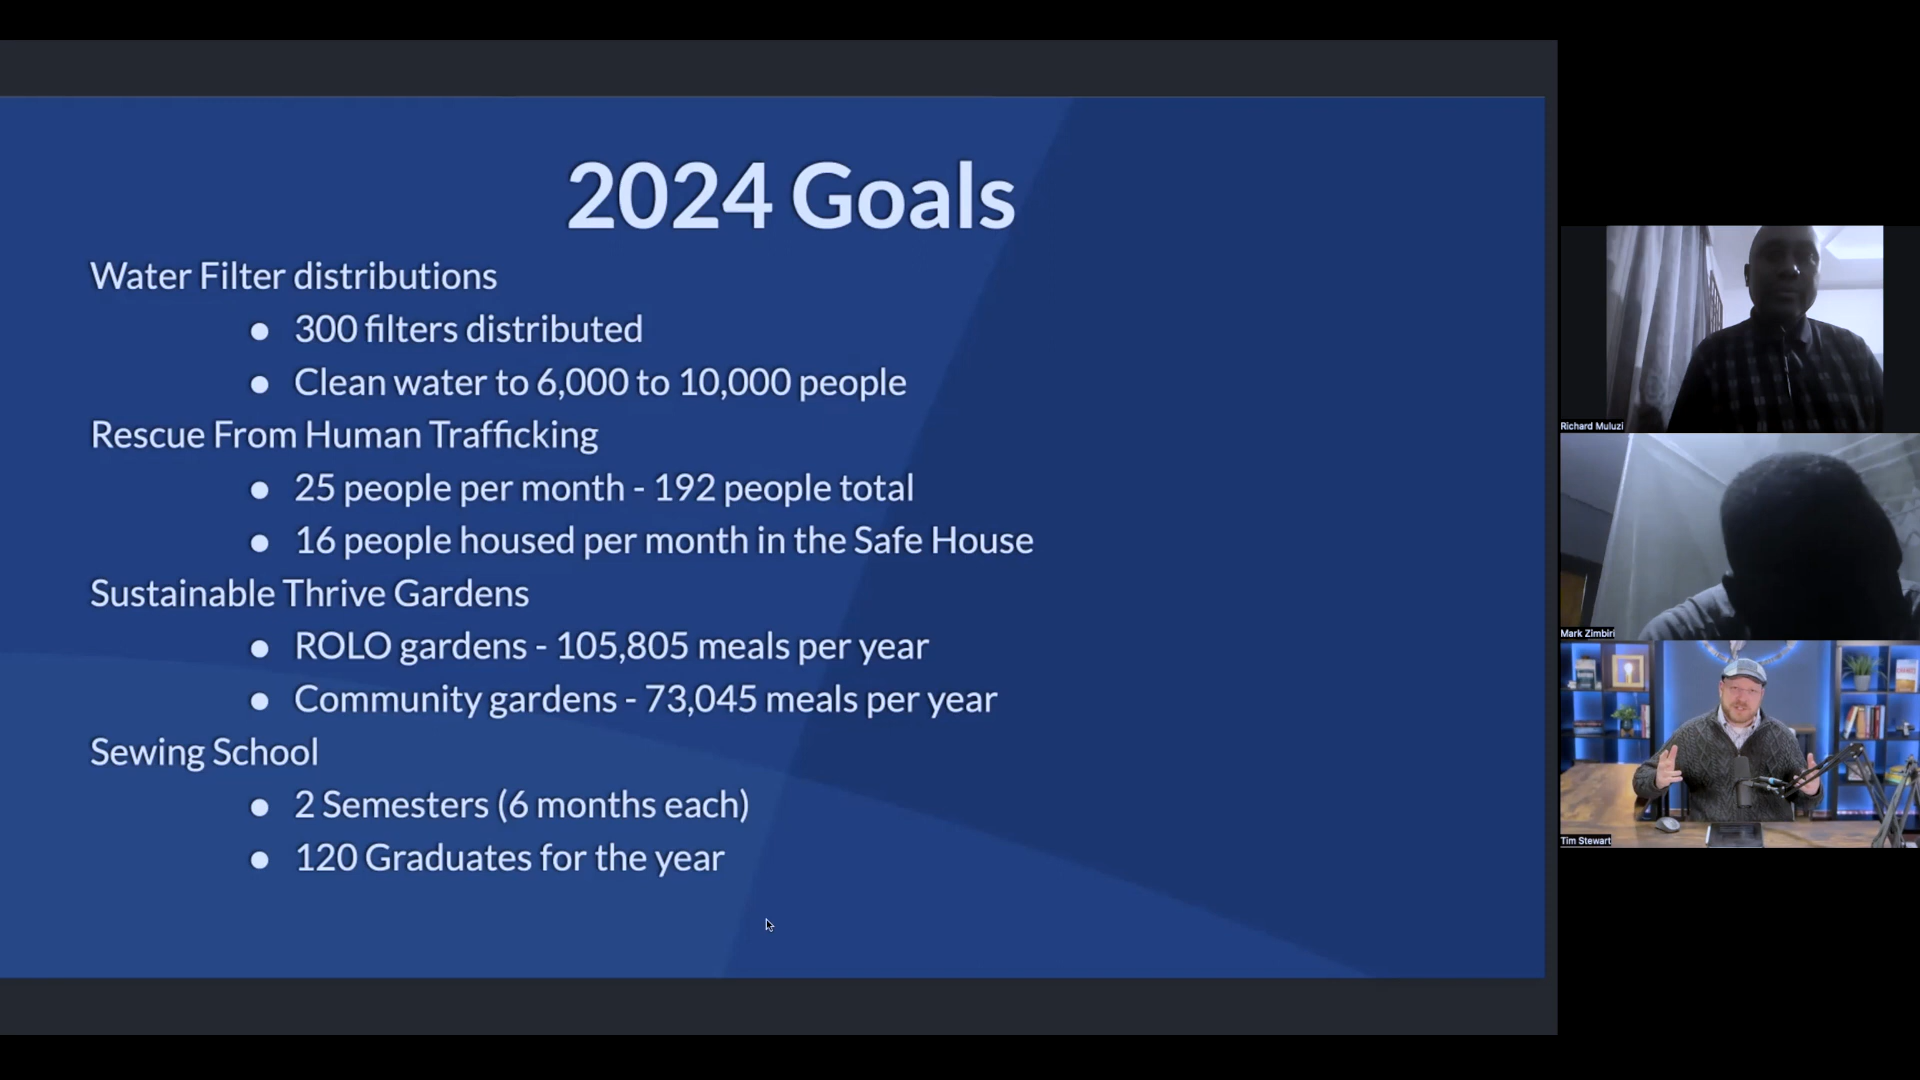 2024 Goals
Water Filter distributions
● 300 filters distributed
● Clean water to 6,000 to 10,000 people
Rescue From Human Trafficking
● 25 people per month - 192 people total
● 16 people housed per month in the Safe House
Sustainable Thrive Gardens
● ROLO gardens - 105,805 meals per year
● Community gardens - 73,045 meals per year
Sewing School
● 2 Semesters (6 months each)
● 120 Graduates for the year
Richard Muluzi
Mark Zimbiri
Tim Stewart